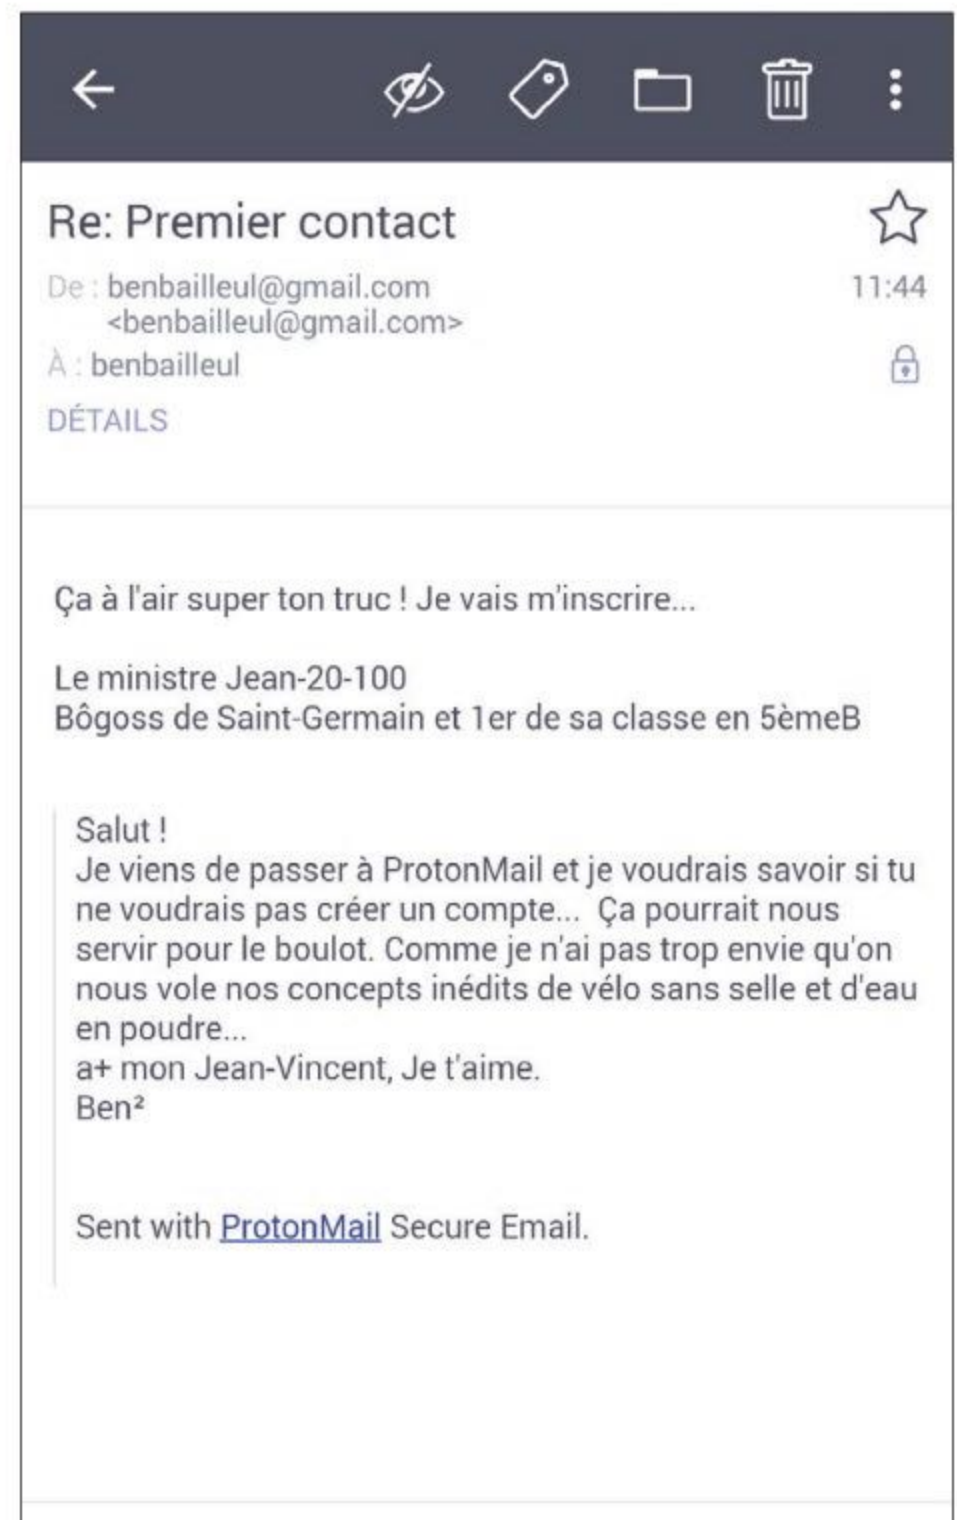 Re: Premier contact
De : benbailleul@gmail.com
<benbailleul@gmail.com>
11:44
À : benbailleul
DÉTAILS
Ça à l'air super ton truc ! Je vais m'inscrire...
Le ministre Jean-20-100
Bôgoss de Saint-Germain et 1er de sa classe en 5èmeB
Salut !
Je viens de passer à ProtonMail et je voudrais savoir si tu
ne voudrais pas créer un compte... Ça pourrait nous
servir pour le boulot. Comme je n'ai pas trop envie qu'on
nous vole nos concepts inédits de vélo sans selle et d'eau
en poudre...
a+ mon Jean-Vincent, Je t'aime.
Ben²
Sent with ProtonMail Secure Email.